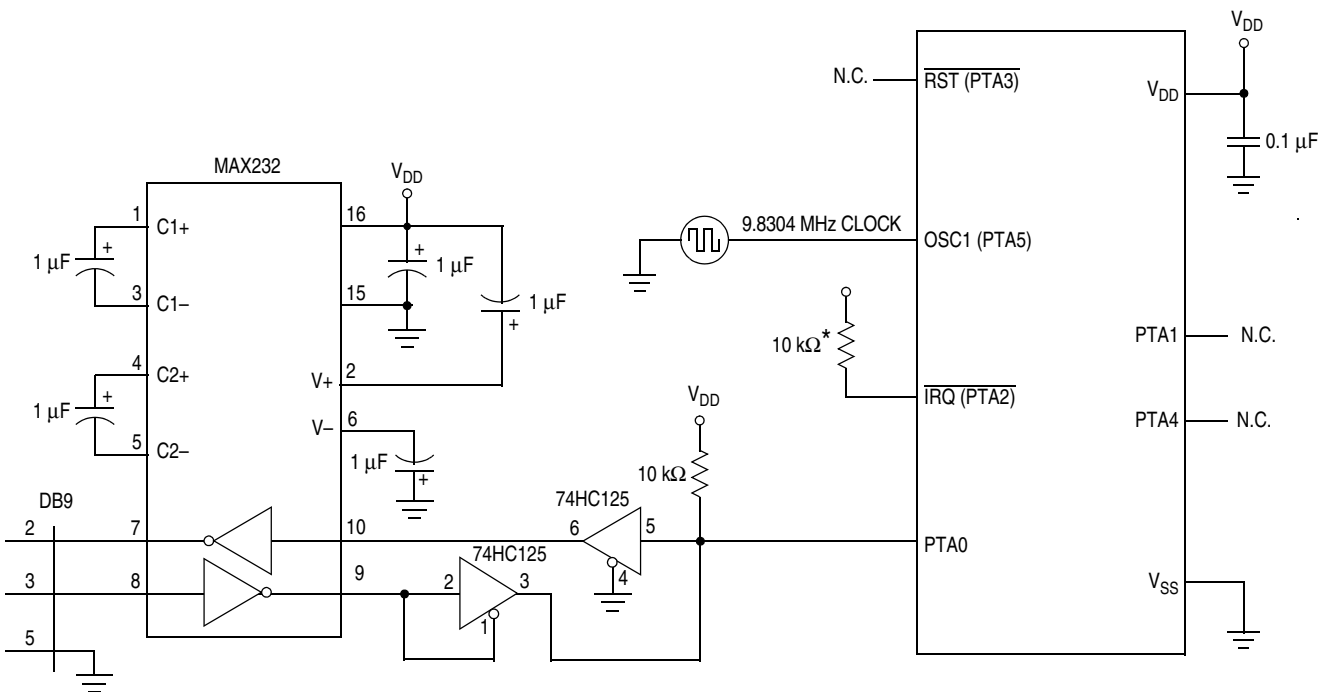 V_DD
N.C.
RST (PTA3)
V_DD
0.1 µF
MAX232
V_DD
1
C1+
16
+
1 µF
+
1 µF
3
C1–
15
1 µF
+
9.8304 MHz CLOCK
OSC1 (PTA5)
10 kΩ*
PTA1
N.C.
4
C2+
V+
2
+
1 µF
5
C2–
V–
6
1 µF
+
V_DD
IRQ (PTA2)
PTA4
N.C.
10 kΩ
DB9
74HC125
2
7
10
6
5
4
PTA0
74HC125
3
8
9
2
3
1
V_SS
5